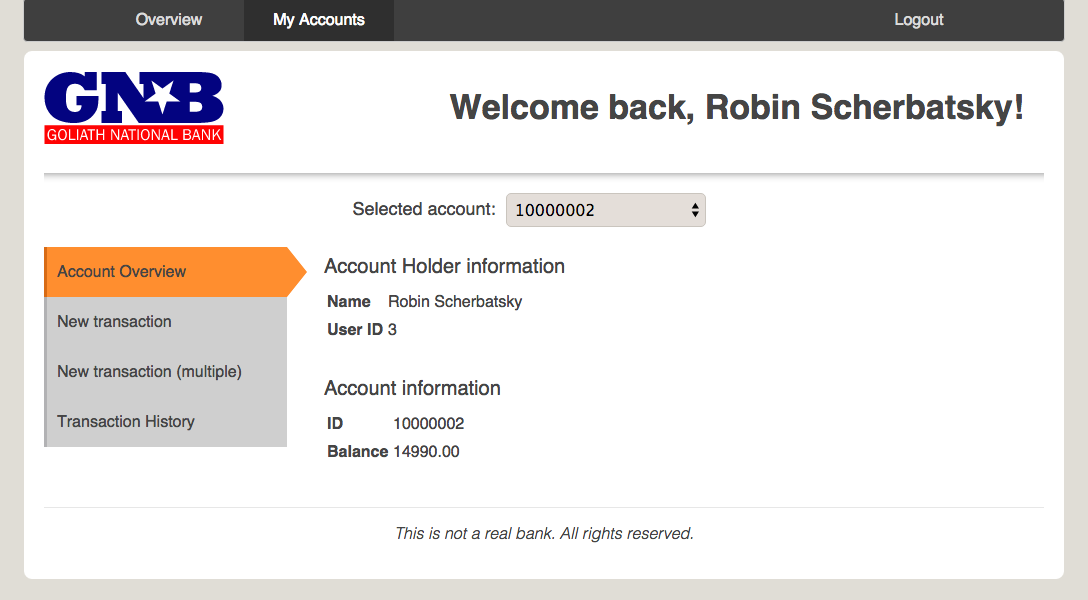 Overview My Accounts Logout
GNB
GOLIATH NATIONAL BANK
Welcome back, Robin Scherbatsky!
Selected account: 10000002
Account Overview
New transaction
New transaction (multiple)
Transaction History
Account Holder information
Name Robin Scherbatsky
User ID 3
Account information
ID 10000002
Balance 14990.00
This is not a real bank. All rights reserved.